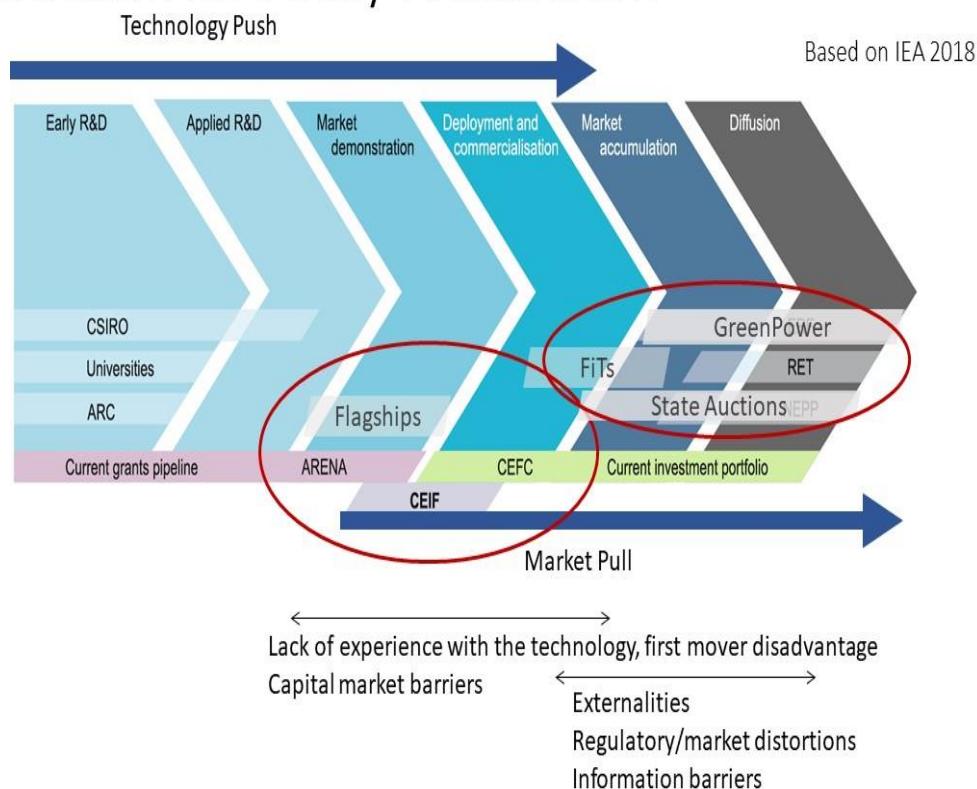 Technology Push
Based on IEA 2018
Early R&D
Applied R&D
Market
demonstration
Deployment and
commercialisation
Market
accumulation
Diffusion
CSIRO
GreenPower
Universities
FiTs
RET
ARC
Flagships
State Auctions
NEPP
Current grants pipeline
ARENA
CEFC
Current investment portfolio
CEIF
Market Pull
Lack of experience with the technology, first mover disadvantage
Capital market barriers
Externalities
Regulatory/market distortions
Information barriers